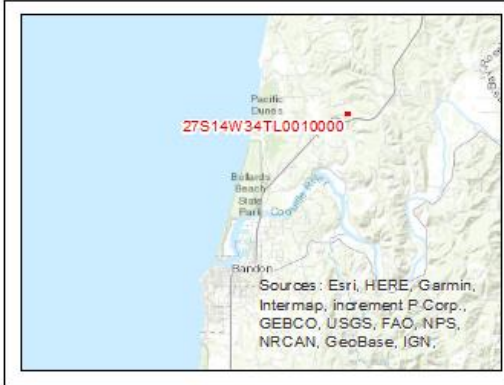 Pacific
Dunes
27S14W34TL0010000
Bullards
Beach
State
Park
Coquille River
Bandon
Sources: Esri, HERE, Garmin,
Intermap, increment P Corp.,
GEBCO, USGS, FAO, NPS,
NRCAN, GeoBase, IGN,